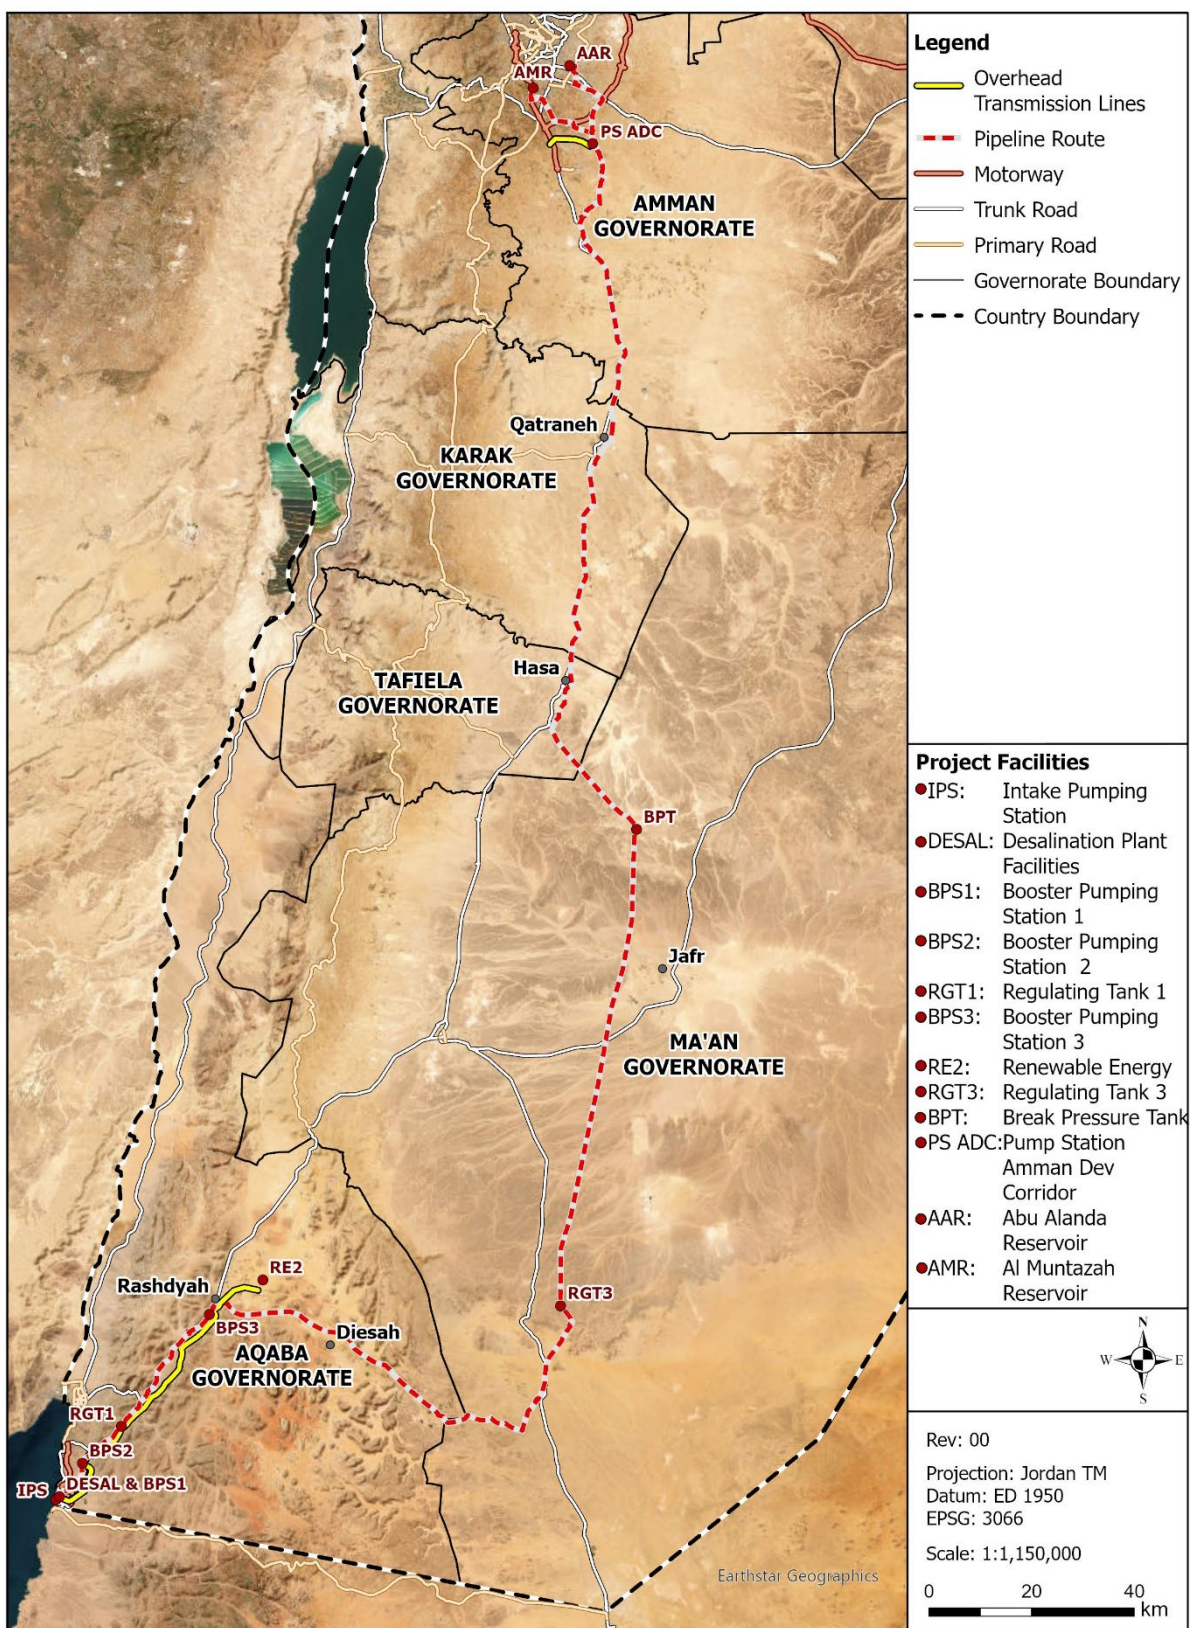 AAR
AMR
PS ADC
AMMAN
GOVERNORATE
Qatraneh
KARAK
GOVERNORATE
Hasa
TAFIELA
GOVERNORATE
BPT
Jafr
MA'AN
GOVERNORATE
RE2
Rashdyah
BPS3
RGT3
Diesah
AQABA
GOVERNORATE
RGT1
BPS2
DESAL & BPS1
IPS
Earthstar Geographics
Legend
Overhead
Transmission Lines
Pipeline Route
Motorway
Trunk Road
Primary Road
Governorate Boundary
Country Boundary
Project Facilities
IPS: Intake Pumping
Station
DESAL: Desalination Plant
Facilities
BPS1: Booster Pumping
Station 1
BPS2: Booster Pumping
Station 2
RGT1: Regulating Tank 1
BPS3: Booster Pumping
Station 3
RE2: Renewable Energy
RGT3: Regulating Tank 3
BPT: Break Pressure Tank
PS ADC: Pump Station
Amman Dev
Corridor
AAR: Abu Alanda
Reservoir
AMR: Al Muntazah
Reservoir
N
W E
S
Rev: 00
Projection: Jordan TM
Datum: ED 1950
EPSG: 3066
Scale: 1:1,150,000
0 20 40
km